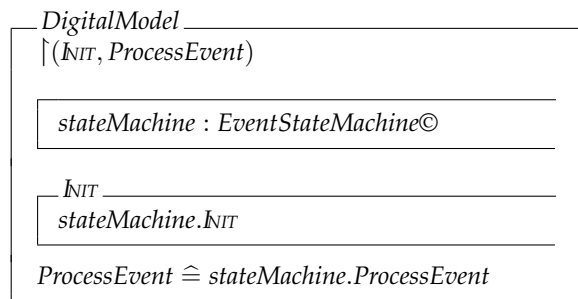 DigitalModel
↾(INIT, ProcessEvent)
stateMachine : EventStateMachine©
INIT
stateMachine.INIT
ProcessEvent ≙ stateMachine.ProcessEvent